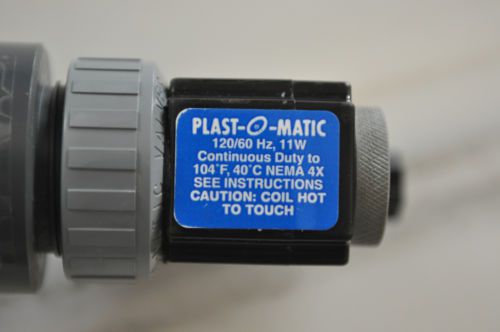 PLAST-O-MATIC
120/60 Hz, 11W
Continuous Duty to
104°F, 40°C NEMA 4X
SEE INSTRUCTIONS
CAUTION: COIL HOT
TO TOUCH